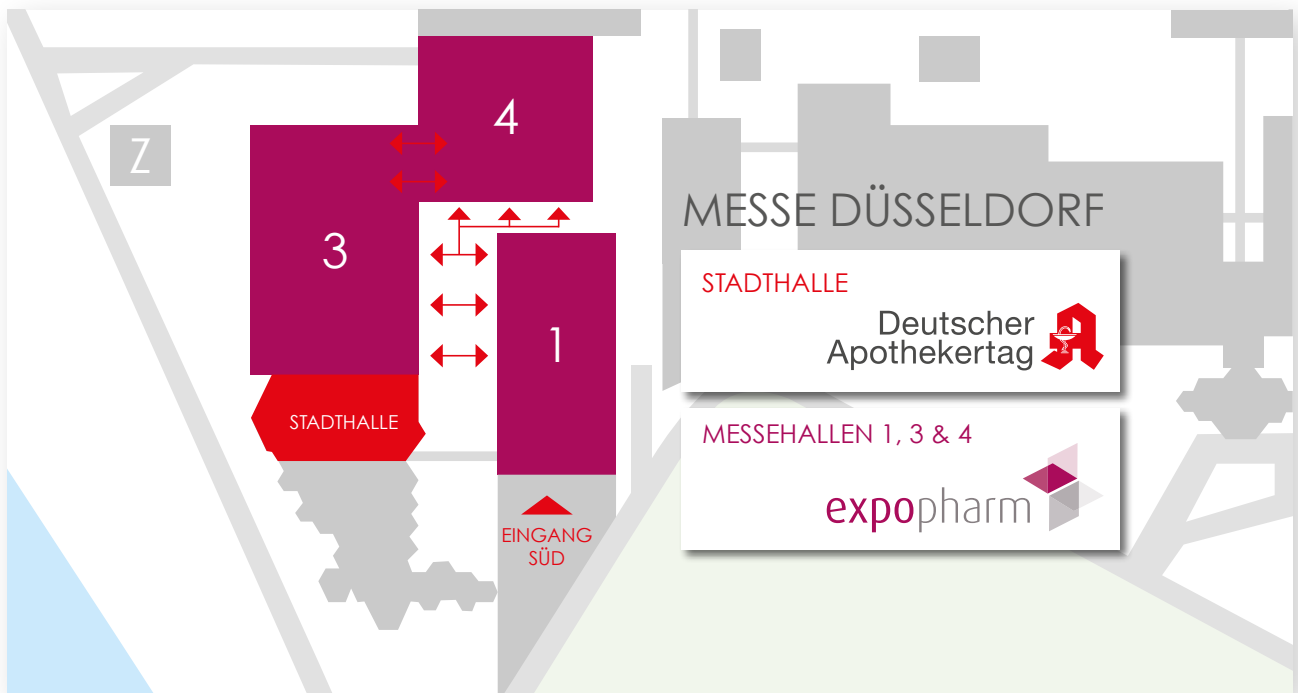 4
Z
3
MESSE DÜSSELDORF
STADTHALLE
Deutscher
Apothekertag
1
STADTHALLE
MESSEHALLEN 1, 3 & 4
expopharm
EINGANG
SÜD